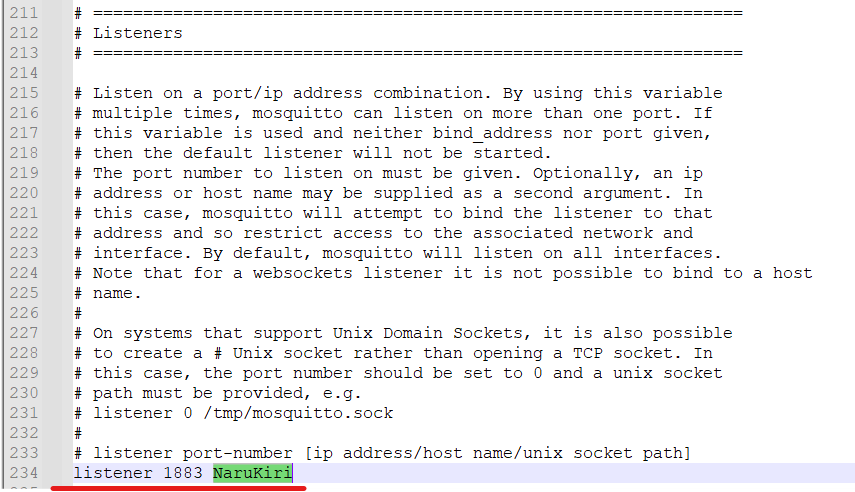 211 # =================================================================
212 # Listeners
213 # =================================================================
214
215 # Listen on a port/ip address combination. By using this variable
216 # multiple times, mosquitto can listen on more than one port. If
217 # this variable is used and neither bind_address nor port given,
218 # then the default listener will not be started.
219 # The port number to listen on must be given. Optionally, an ip
220 # address or host name may be supplied as a second argument. In
221 # this case, mosquitto will attempt to bind the listener to that
222 # address and so restrict access to the associated network and
223 # interface. By default, mosquitto will listen on all interfaces.
224 # Note that for a websockets listener it is not possible to bind to a host
225 # name.
226 #
227 # On systems that support Unix Domain Sockets, it is also possible
228 # to create a # Unix socket rather than opening a TCP socket. In
229 # this case, the port number should be set to 0 and a unix socket
230 # path must be provided, e.g.
231 # listener 0 /tmp/mosquitto.sock
232 #
233 # listener port-number [ip address/host name/unix socket path]
234 listener 1883 NaruKiri